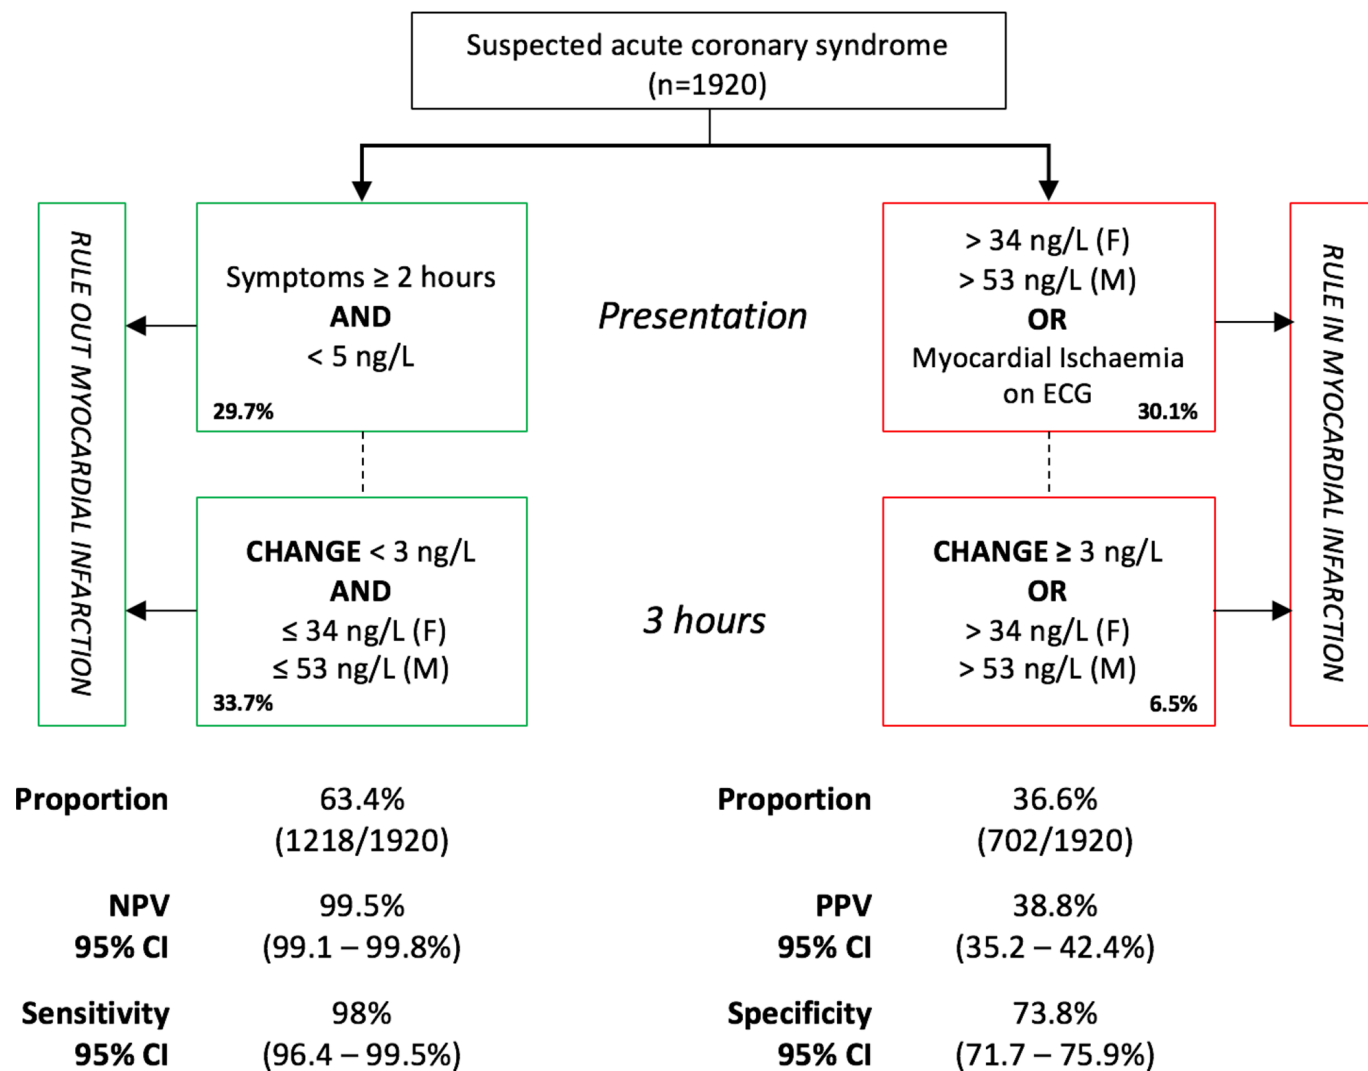 Suspected acute coronary syndrome
(n=1920)
RULE OUT MYOCARDIAL INFARCTION
Symptoms ≥ 2 hours
AND
< 5 ng/L
29.7%
Presentation
> 34 ng/L (F)
> 53 ng/L (M)
OR
Myocardial Ischaemia
on ECG
30.1%
RULE IN MYOCARDIAL INFARCTION
CHANGE < 3 ng/L
AND
≤ 34 ng/L (F)
≤ 53 ng/L (M)
33.7%
3 hours
CHANGE ≥ 3 ng/L
OR
> 34 ng/L (F)
> 53 ng/L (M)
6.5%
Proportion 63.4% Proportion 36.6%
(1218/1920) (702/1920)
NPV 99.5% PPV 38.8%
95% CI (99.1 – 99.8%) 95% CI (35.2 – 42.4%)
Sensitivity 98% Specificity 73.8%
95% CI (96.4 – 99.5%) 95% CI (71.7 – 75.9%)